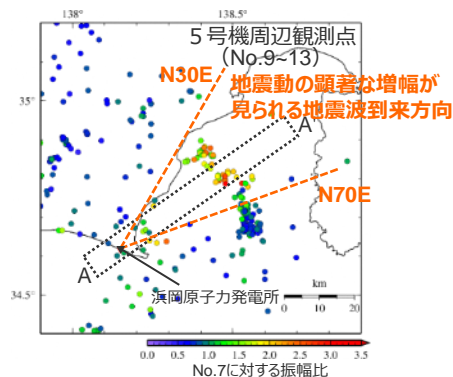 138°
138.5°
５号機周辺観測点
（No.9~13）
N30E
地震動の顕著な増幅が
見られる地震波到来方向
35°
A
N70E
A
浜岡原子力発電所
km
34.5°
0 10 20
0.0 0.5 1.0 1.5 2.0 2.5 3.0 3.5
No.7に対する振幅比